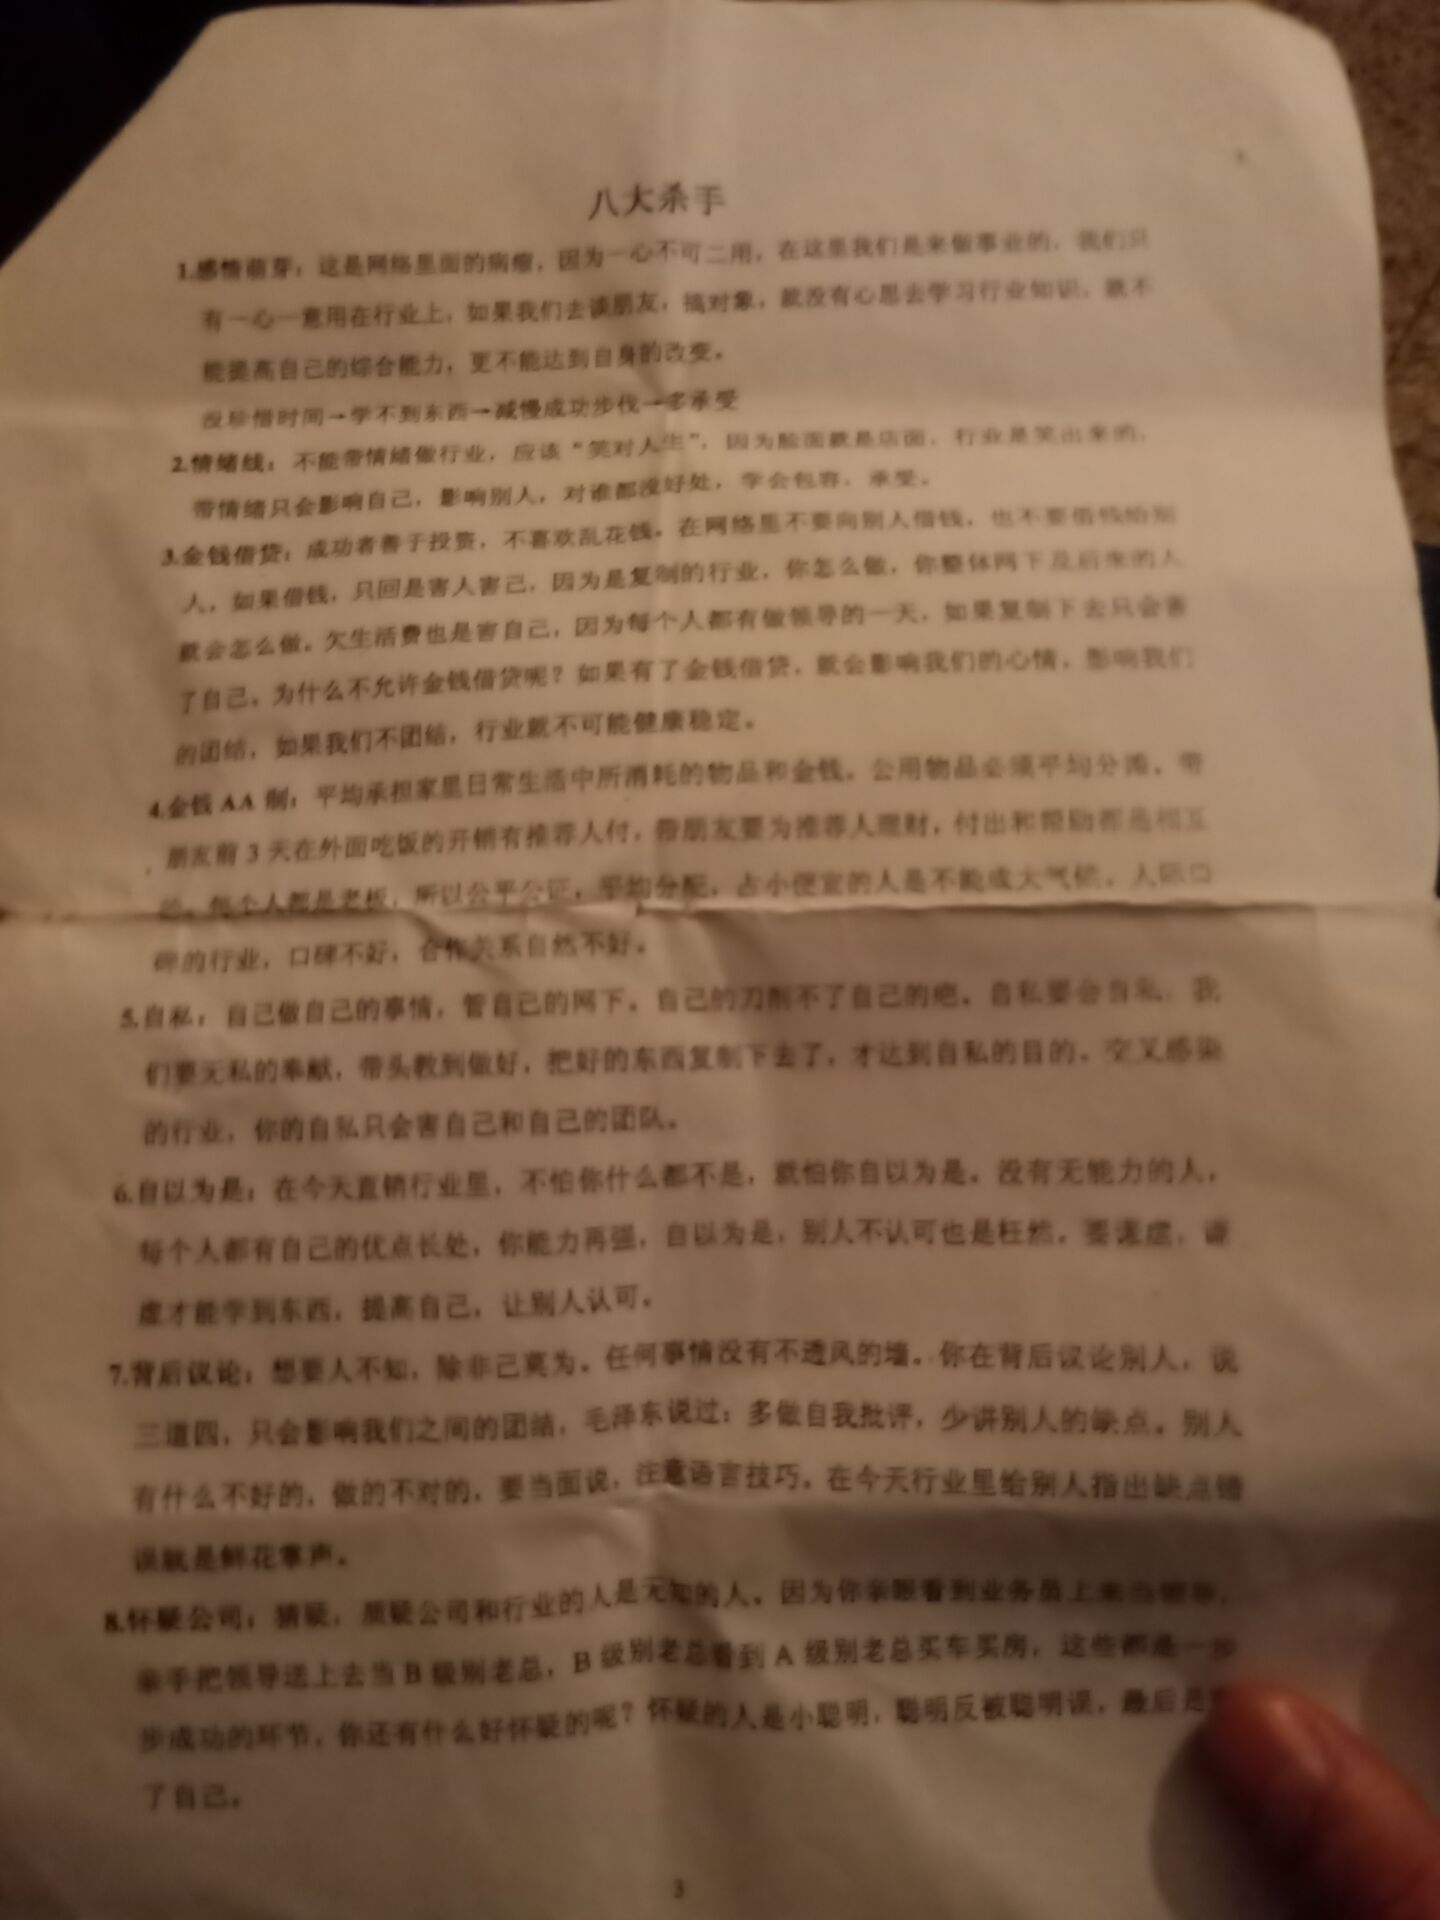 八大杀手
1.感情萌芽：这是网络里面的病瘤，因为一心不可二用，在这里我们是来做事业的，我们只
有一心一意用在行业上，如果我们去谈朋友，搞对象，就没有心思去学习行业知识，就不
能提高自己的综合能力，更不能达到自身的改变。
没珍惜时间→学不到东西→减慢成功步伐→多承受
2.情绪线：不能带情绪做行业，应该“笑对人生”，因为脸面就是店面，行业是笑出来的，
带情绪只会影响自己，影响别人，对谁都没好处，学会包容，承受。
3.金钱借贷：成功者善于投资，不喜欢乱花钱。在网络里不要向别人借钱，也不要借钱给别
人，如果借钱，只回是害人害己，因为是复制的行业，你怎么做，你整体网下及后来的人
就会怎么做。欠生活费也是害自己，因为每个人都有做领导的一天，如果复制下去只会害
了自己。为什么不允许金钱借贷呢？如果有了金钱借贷，就会影响我们的心情，影响我们
的团结，如果我们不团结，行业就不可能健康稳定。
4.金钱 AA 制：平均承担家里日常生活中所消耗的物品和金钱。公用物品必须平均分摊。带
朋友前 3 天在外面吃饭的开销有推荐人付，带朋友要为推荐人理财，付出和帮助都是相互
，每个人都是老板，所以公平公证，平均分配，占小便宜的人是不能成大气候，人际口
碑的行业，口碑不好，合作关系自然不好。
5.自私：自己做自己的事情，管自己的网下。自己的刀削不了自己的疤。自私要会自私，我
们要无私的奉献，带头教到做好，把好的东西复制下去了，才达到自私的目的。交叉感染
的行业，你的自私只会害自己和自己的团队。
6.自以为是：在今天直销行业里，不怕你什么都不是，就怕你自以为是。没有无能力的人，
每个人都有自己的优点长处，你能力再强，自以为是，别人不认可也是枉然。要谦虚，谦
虚才能学到东西，提高自己，让别人认可。
7.背后议论：想要人不知，除非己莫为。任何事情没有不透风的墙。你在背后议论别人，说
三道四，只会影响我们之间的团结，毛泽东说过：多做自我批评，少讲别人的缺点。别人
有什么不好的，做的不对的，要当面说，注意语言技巧，在今天行业里给别人指出缺点错
误就是鲜花掌声。
8.怀疑公司：猜疑，质疑公司和行业的人是无知的人。因为你亲眼看到业务员上来当领导，
亲手把领导送上去当 B 级别老总，B 级别老总看到 A 级别老总买车买房，这些都是一步
步成功的环节，你还有什么好怀疑的呢？怀疑的人是小聪明，聪明反被聪明误，最后是
了自己。
3